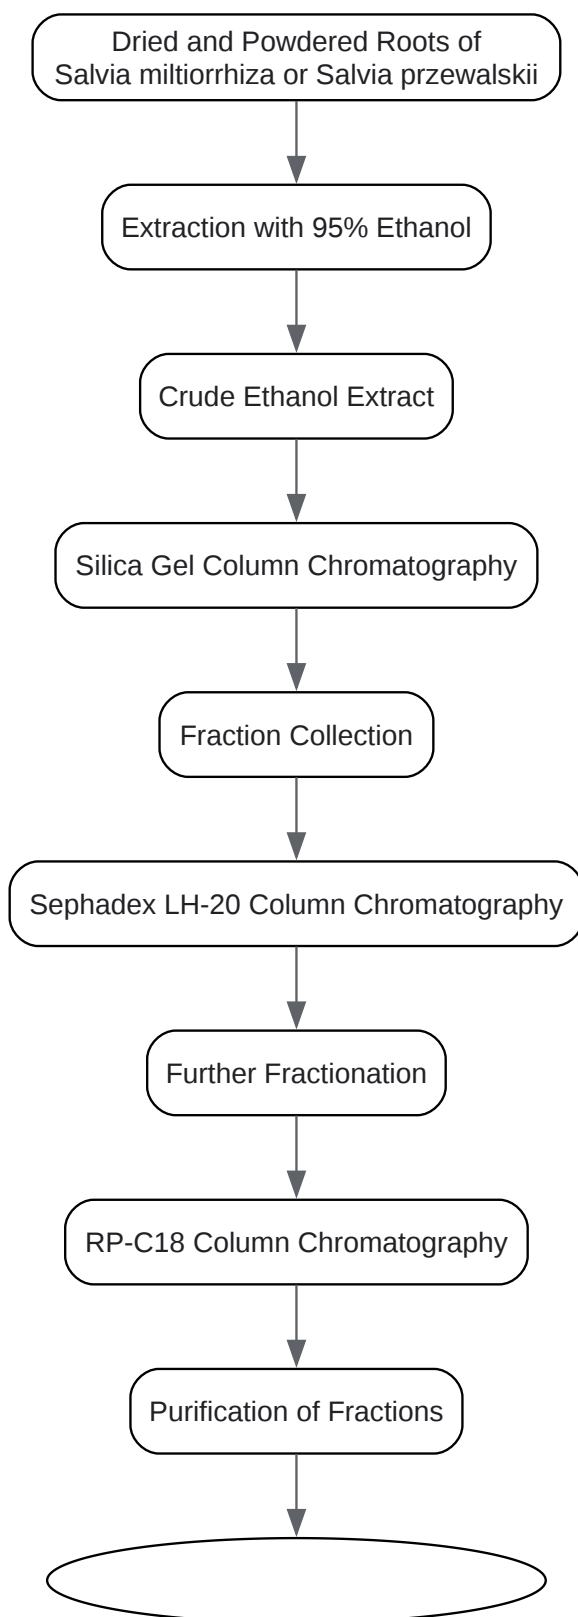 Dried and Powdered Roots of
Salvia miltiorrhiza or Salvia przewalskii
Extraction with 95% Ethanol
Crude Ethanol Extract
Silica Gel Column Chromatography
Fraction Collection
Sephadex LH-20 Column Chromatography
Further Fractionation
RP-C18 Column Chromatography
Purification of Fractions